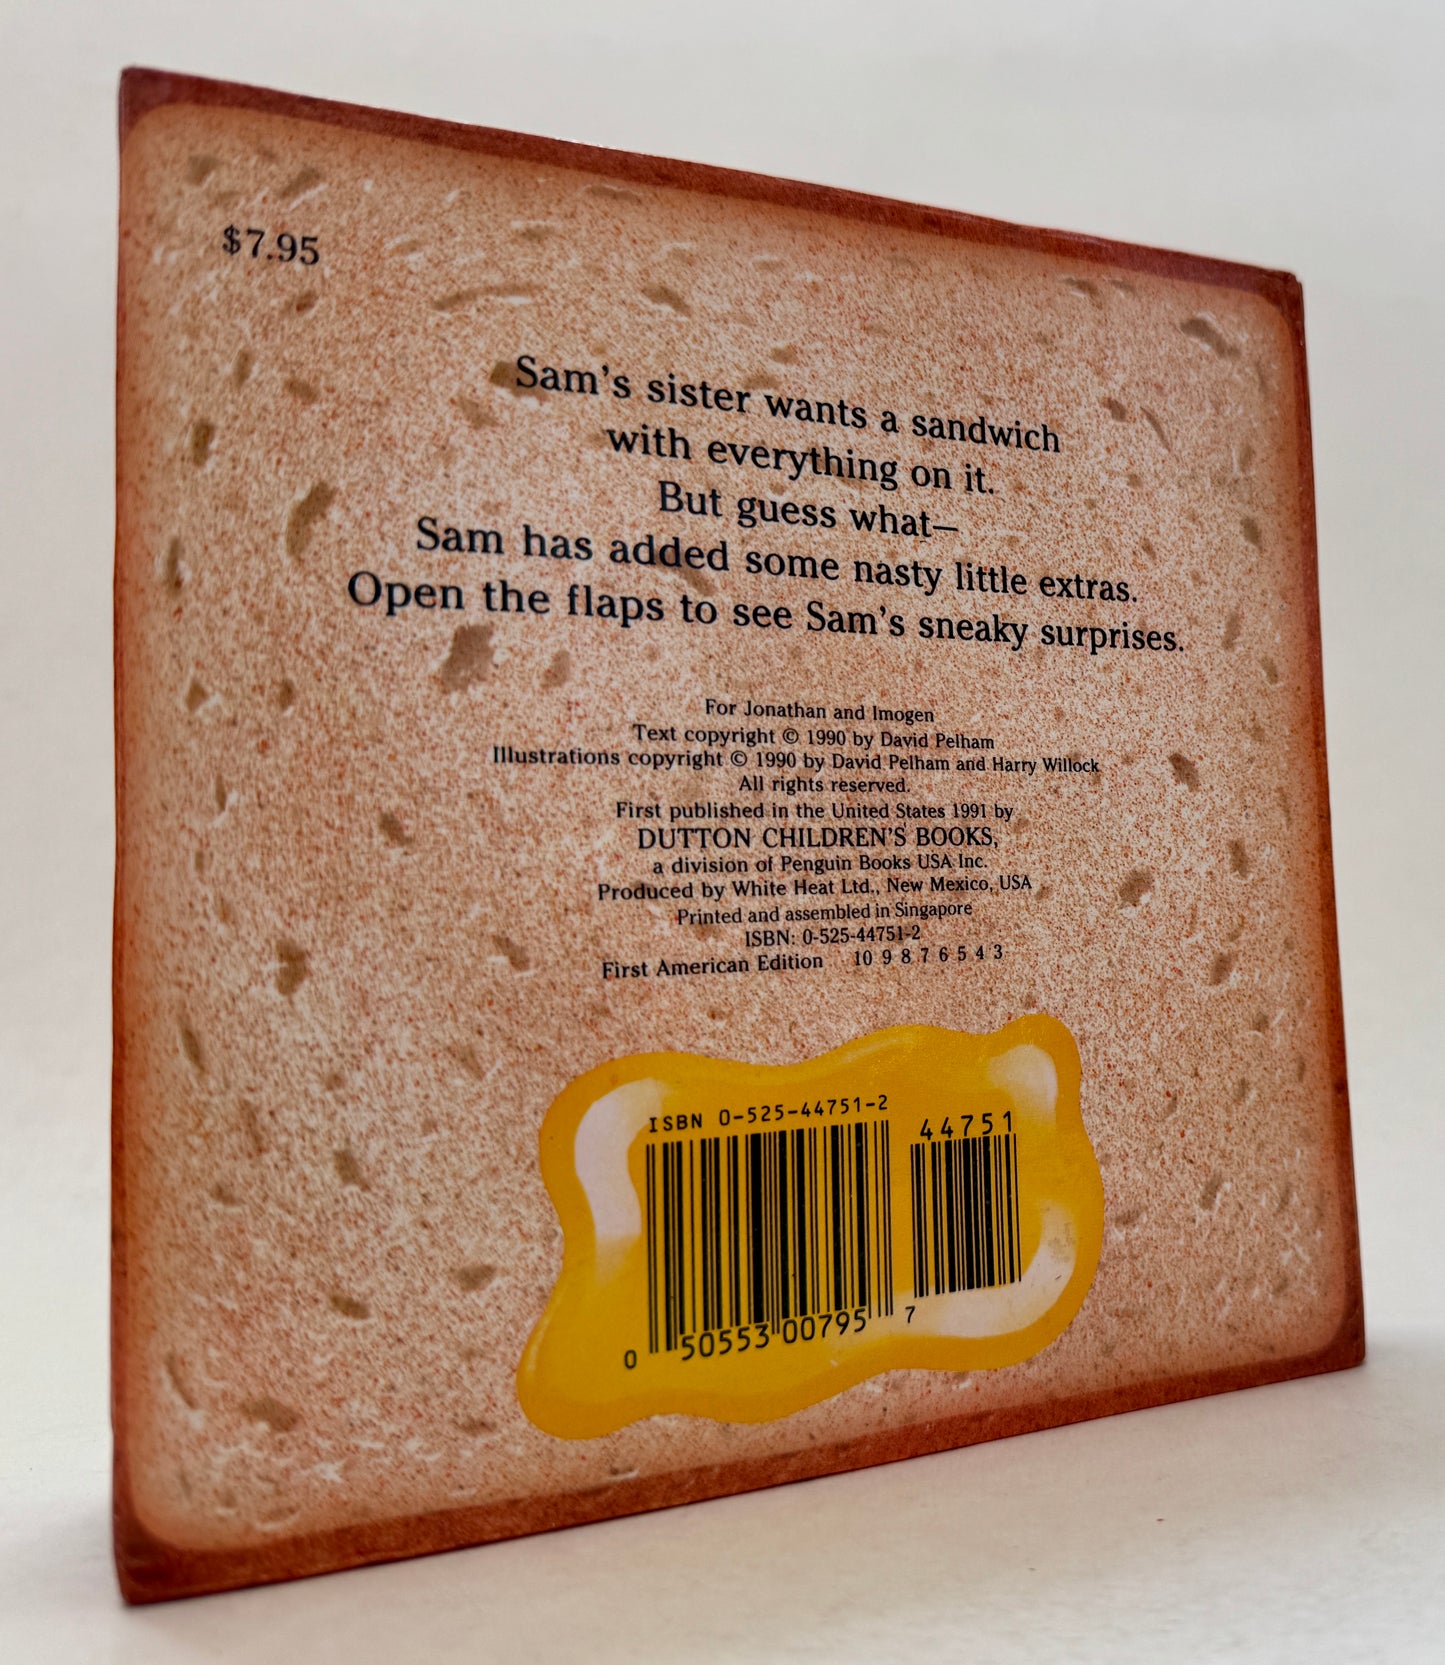 $7.95
Sam's sister wants a sandwich
with everything on it.
But guess what—
Sam has added some nasty little extras.
Open the flaps to see Sam's sneaky surprises.
For Jonathan and Imogen
Text copyright © 1990 by David Pelham
Illustrations copyright © 1990 by David Pelham and Harry Willock
All rights reserved.
First published in the United States 1991 by
DUTTON CHILDREN'S BOOKS,
a division of Penguin Books USA Inc.
Produced by White Heat Ltd., New Mexico, USA
Printed and assembled in Singapore
ISBN: 0-525-44751-2
First American Edition 10 9 8 7 6 5 4 3
ISBN 0-525-44751-2
44751
0 50553 00795 7